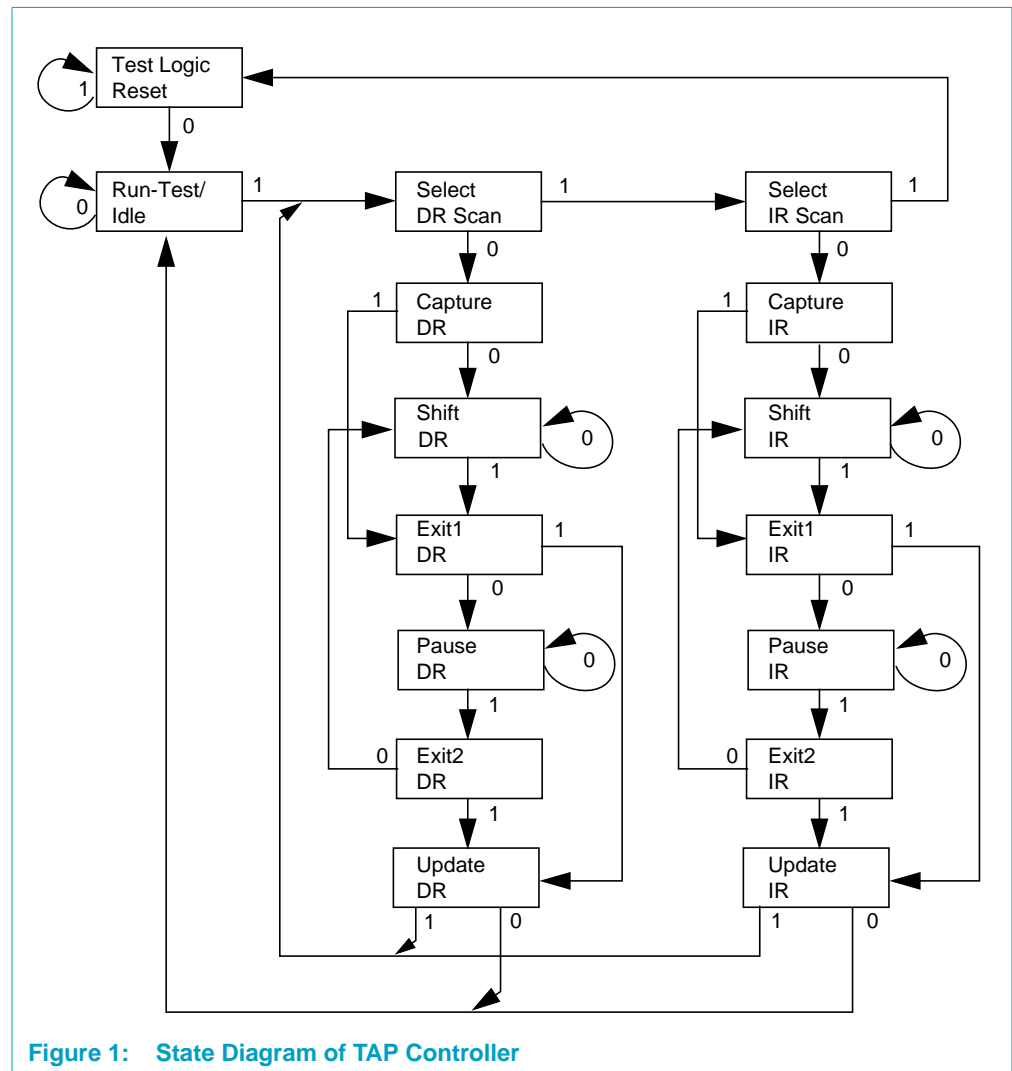 Test Logic
Reset
1
0
Run-Test/
Idle
0
1
Select
DR Scan
1
Select
IR Scan
1
0
0
Capture
DR
1
Capture
IR
1
0
0
Shift
DR
0
Shift
IR
0
1
1
Exit1
DR
1
Exit1
IR
1
0
0
Pause
DR
0
Pause
IR
0
1
1
Exit2
DR
0
Exit2
IR
0
1
1
Update
DR
Update
IR
1
0
1
0
Figure 1: State Diagram of TAP Controller